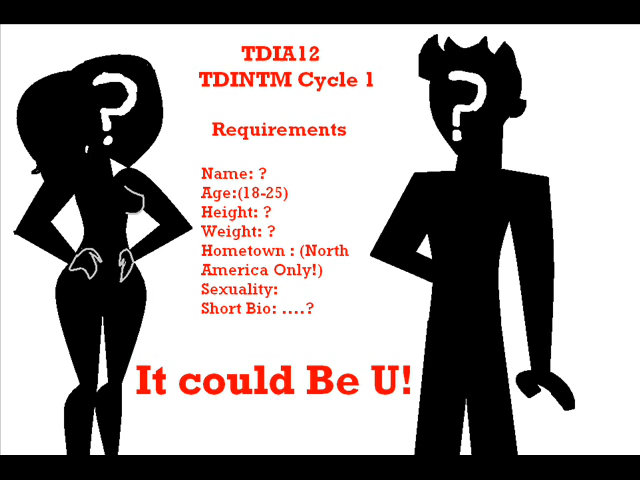 TDIA12
TDINTM Cycle 1
Requirements
Name: ?
Age:(18-25)
Height: ?
Weight: ?
Hometown : (North
America Only!)
Sexuality:
Short Bio: ....?
It could Be U!
?
?